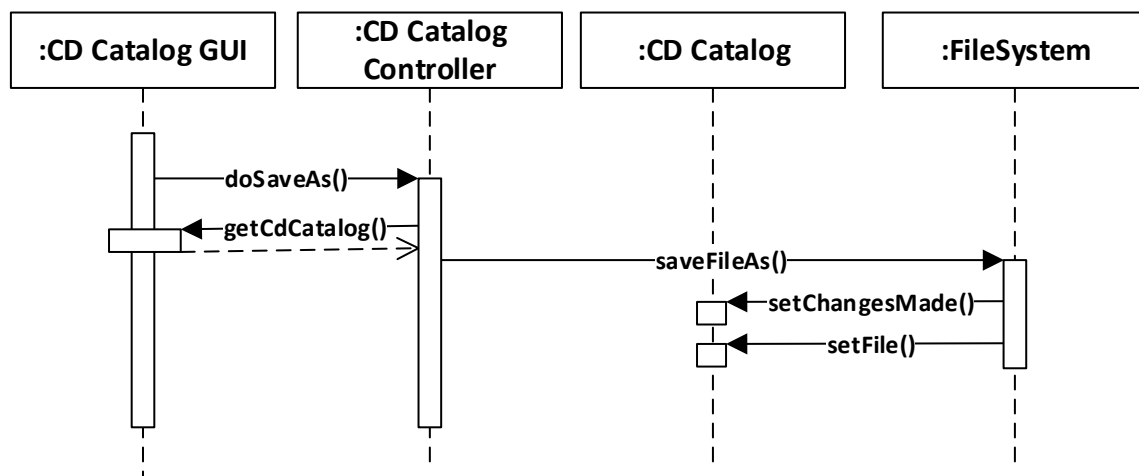 :CD Catalog GUI
:CD Catalog
Controller
:CD Catalog
:FileSystem
doSaveAs()
getCdCatalog()
saveFileAs()
setChangesMade()
setFile()